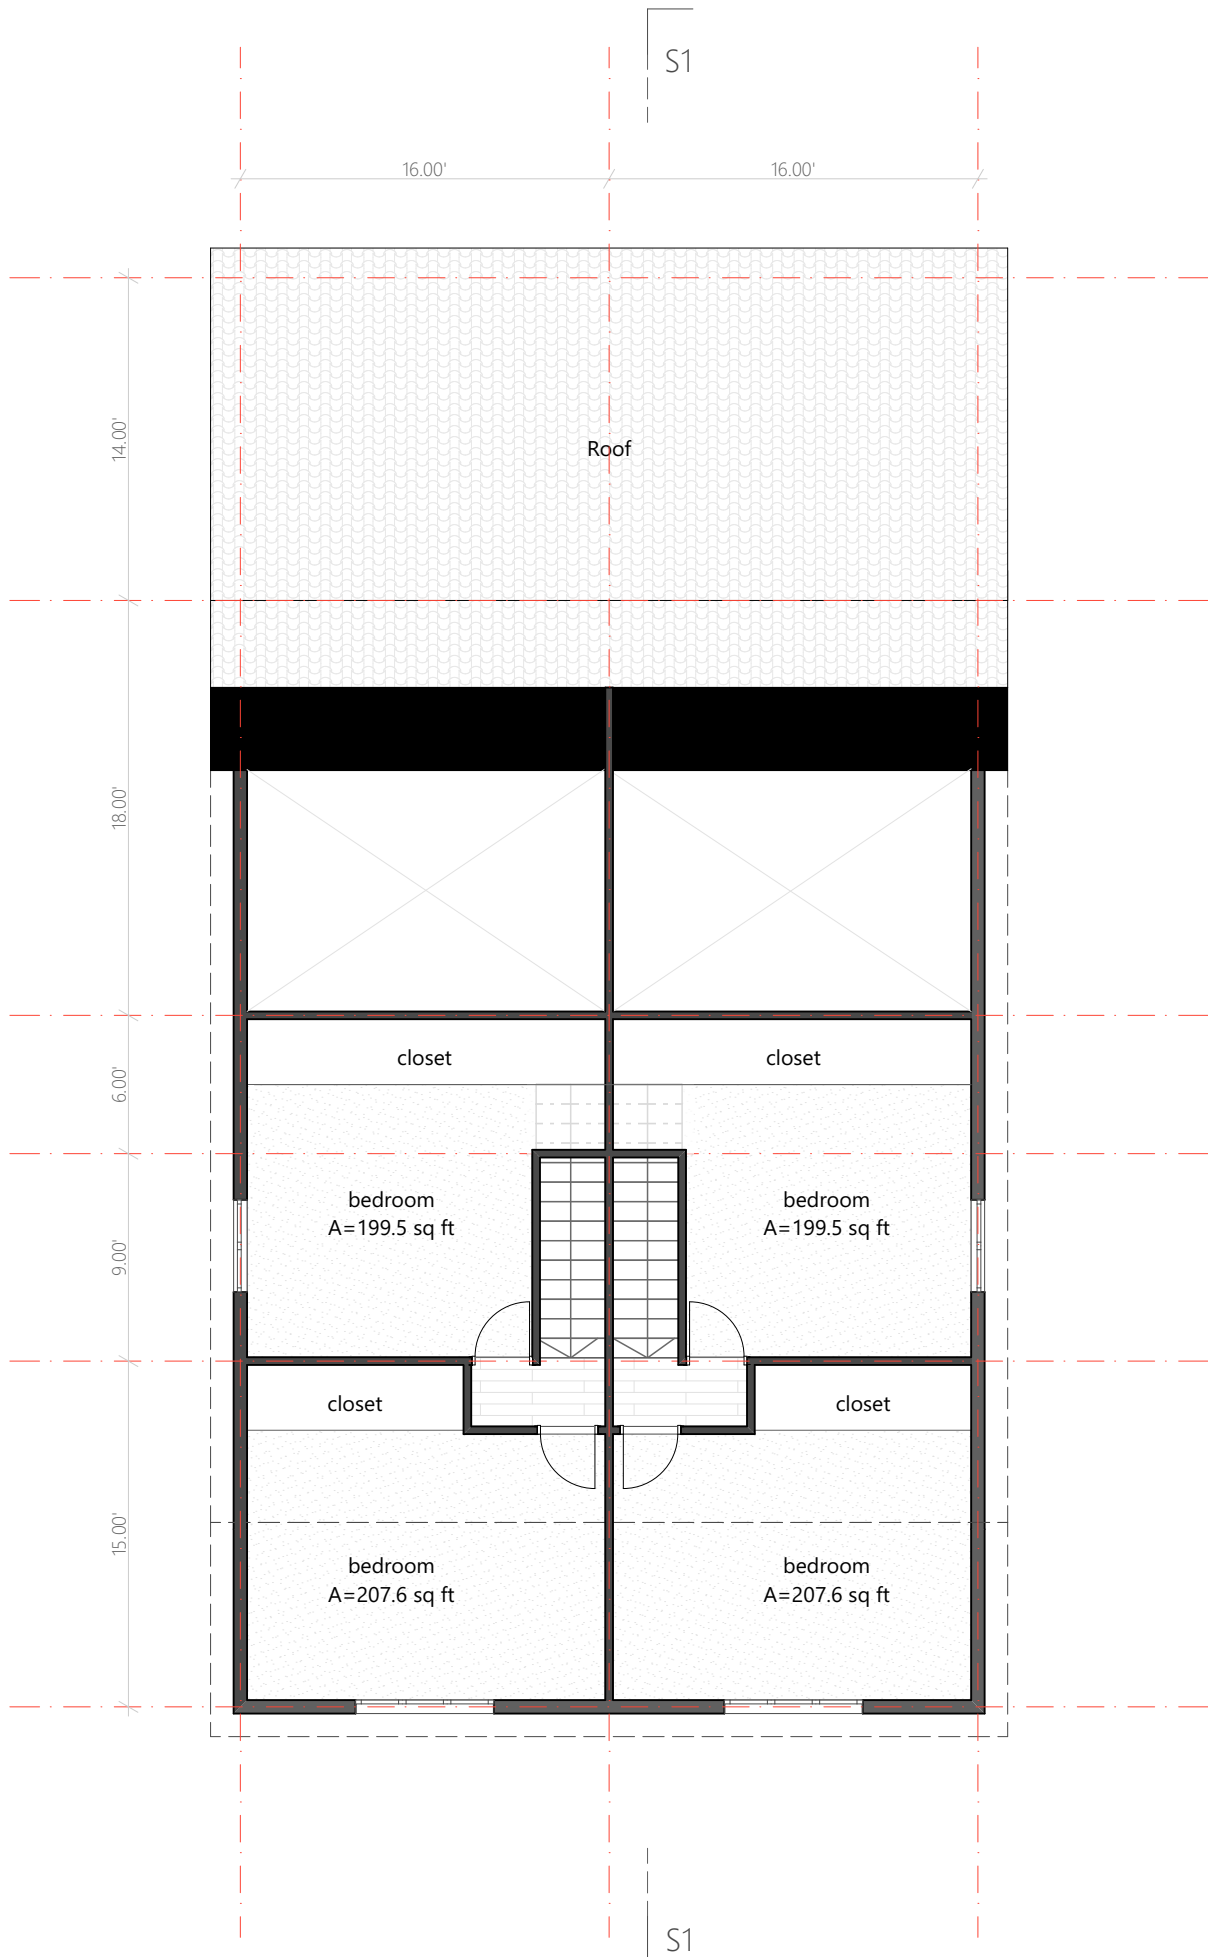 S1
16.00'
16.00'
14.00'
Roof
18.00'
closet
closet
6.00'
bedroom
A=199.5 sq ft
bedroom
A=199.5 sq ft
9.00'
closet
closet
15.00'
bedroom
A=207.6 sq ft
bedroom
A=207.6 sq ft
S1